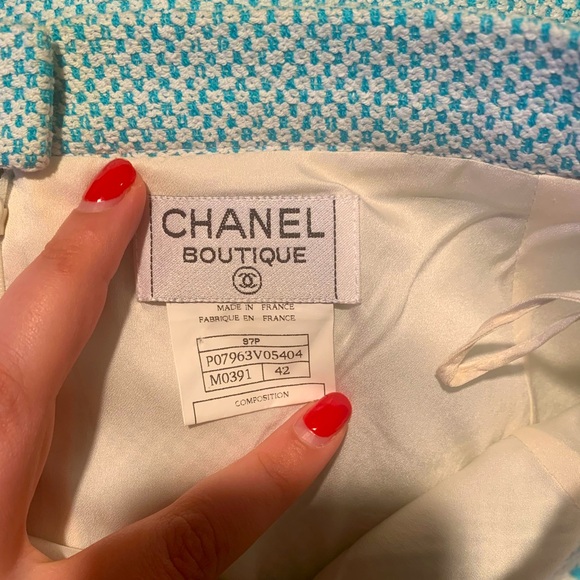 CHANEL
BOUTIQUE
MADE IN FRANCE
FABRIQUE EN FRANCE
97P
P07963V05404
M0391 42
COMPOSITION